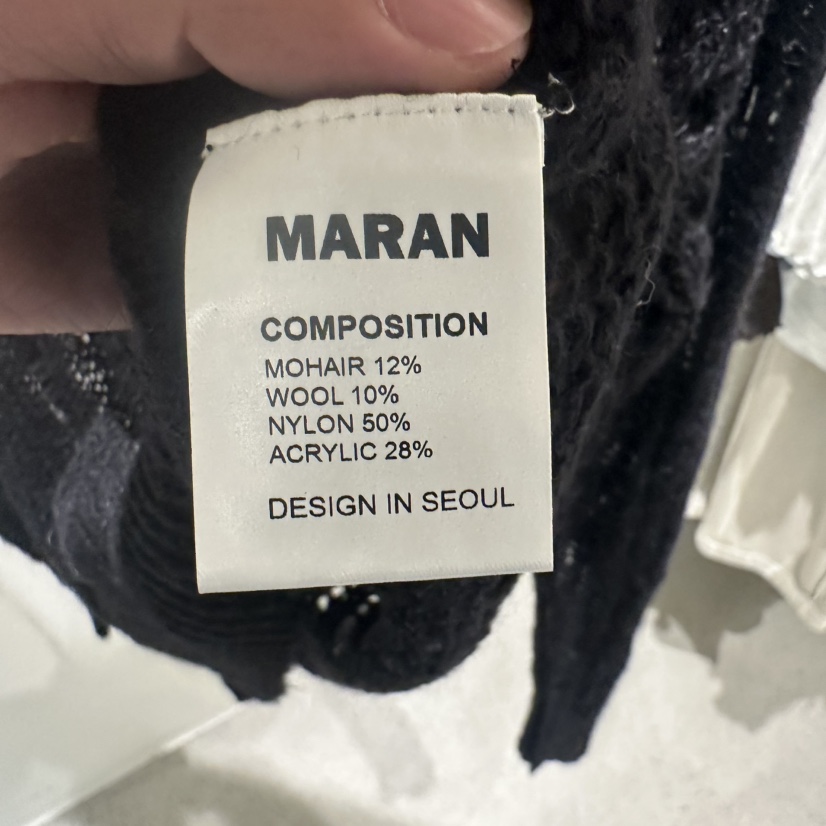 MARAN
COMPOSITION
MOHAIR 12%
WOOL 10%
NYLON 50%
ACRYLIC 28%
DESIGN IN SEOUL